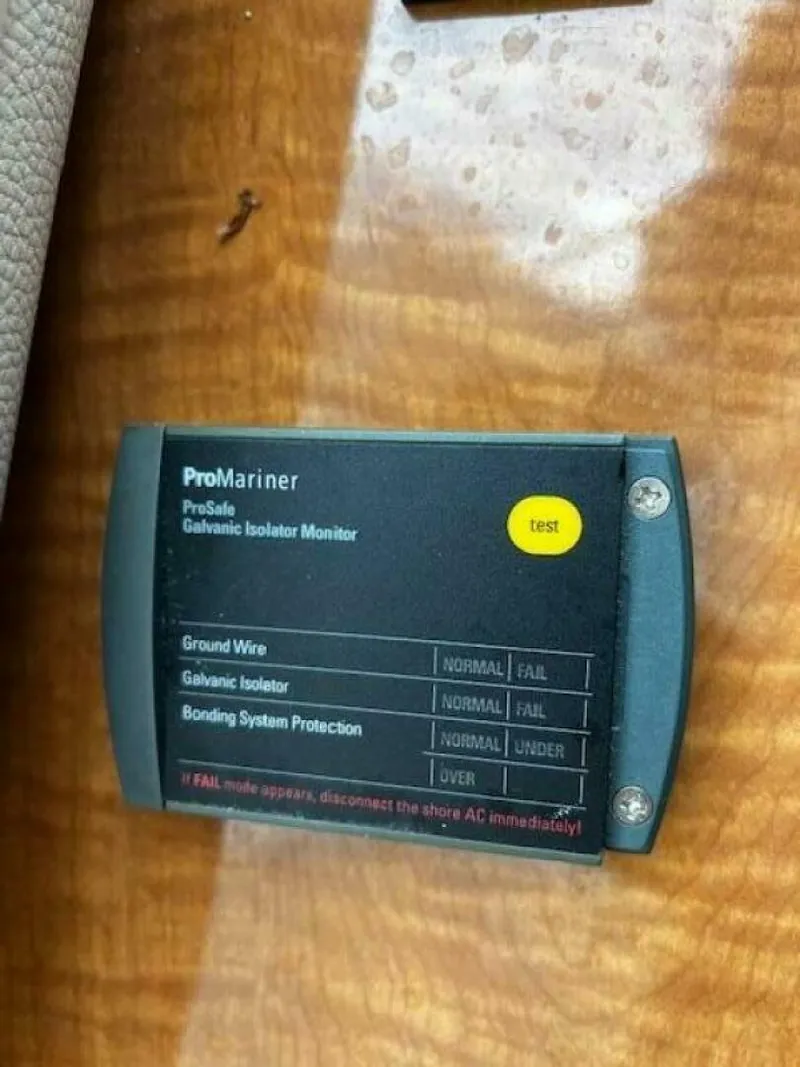 ProMariner
ProSafe
Galvanic Isolator Monitor
test
Ground Wire NORMAL FAIL
Galvanic Isolator NORMAL FAIL
Bonding System Protection NORMAL UNDER
OVER
If FAIL mode appears, disconnect the shore AC immediately!